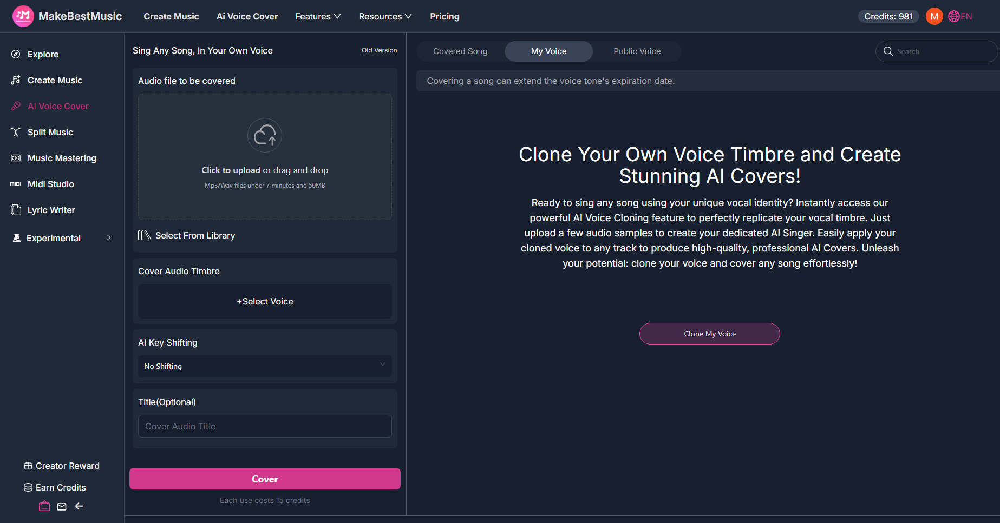 MakeBestMusic
Create Music
Ai Voice Cover
Features
Resources
Pricing
Credits: 981
M
EN
Explore
Create Music
AI Voice Cover
Split Music
Music Mastering
Midi Studio
Lyric Writer
Experimental
Creator Reward
Earn Credits
Sing Any Song, In Your Own Voice
Old Version
Audio file to be covered
Click to upload or drag and drop
Mp3/Wav files under 7 minutes and 50MB
Select From Library
Cover Audio Timbre
+Select Voice
AI Key Shifting
No Shifting
Title(Optional)
Cover Audio Title
Cover
Each use costs 15 credits
Covered Song
My Voice
Public Voice
Search
Covering a song can extend the voice tone's expiration date.
Clone Your Own Voice Timbre and Create
Stunning AI Covers!
Ready to sing any song using your unique vocal identity? Instantly access our
powerful AI Voice Cloning feature to perfectly replicate your vocal timbre. Just
upload a few audio samples to create your dedicated AI Singer. Easily apply your
cloned voice to any track to produce high-quality, professional AI Covers. Unleash
your potential: clone your voice and cover any song effortlessly!
Clone My Voice